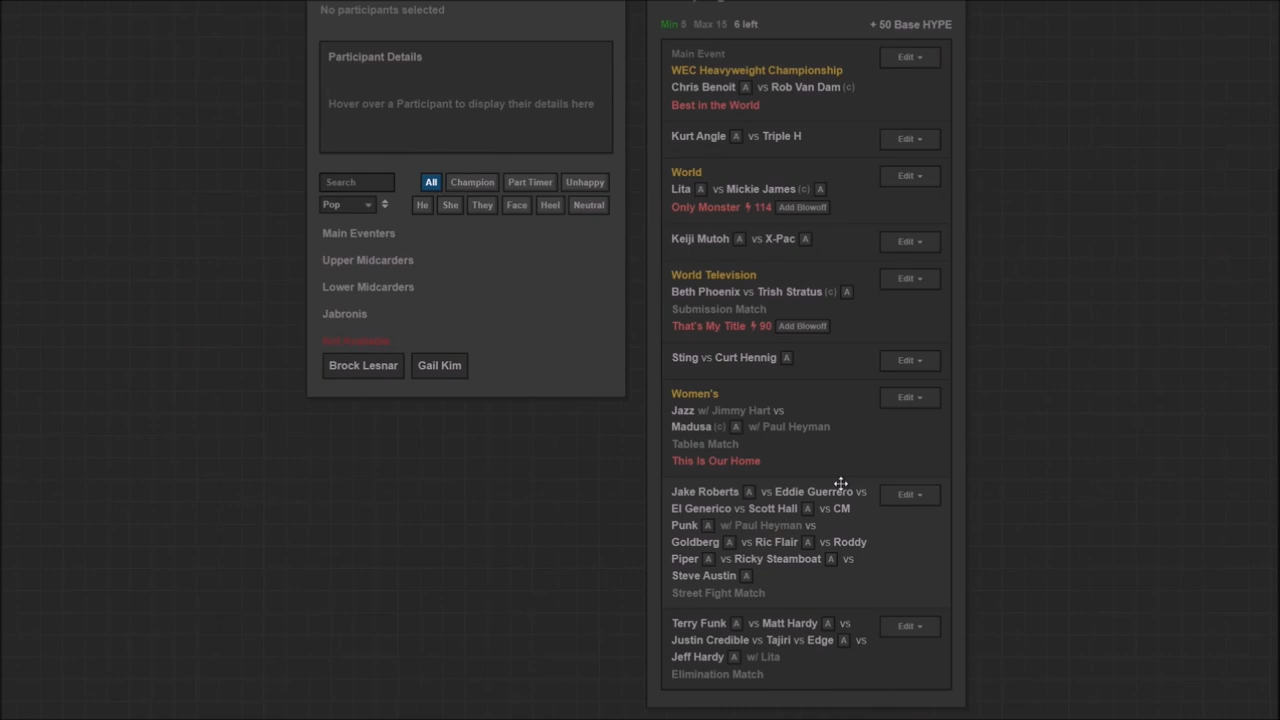 No participants selected
Participant Details
Hover over a Participant to display their details here
Search
All
Champion
Part Timer
Unhappy
Pop
He
She
They
Face
Heel
Neutral
Main Eventers
Upper Midcarders
Lower Midcarders
Jabronis
Brock Lesnar
Gail Kim
Min 5 Max 15 6 left
+ 50 Base HYPE
Main Event
WEC Heavyweight Championship
Chris Benoit A vs Rob Van Dam (c)
Best in the World
Edit
Kurt Angle A vs Triple H
Edit
World
Lita A vs Mickie James (c) A
Only Monster 114 Add Blowoff
Edit
Keiji Mutoh A vs X-Pac A
Edit
World Television
Beth Phoenix vs Trish Stratus (c) A
Submission Match
That's My Title 90 Add Blowoff
Edit
Sting vs Curt Hennig A
Edit
Women's
Jazz w/ Jimmy Hart vs
Madusa (c) A w/ Paul Heyman
Tables Match
This Is Our Home
Edit
Jake Roberts A vs Eddie Guerrero vs
El Generico vs Scott Hall A vs CM
Punk A w/ Paul Heyman vs
Goldberg A vs Ric Flair A vs Roddy
Piper A vs Ricky Steamboat A vs
Steve Austin A
Street Fight Match
Edit
Terry Funk A vs Matt Hardy A vs
Justin Credible vs Tajiri vs Edge A vs
Jeff Hardy A w/ Lita
Elimination Match
Edit